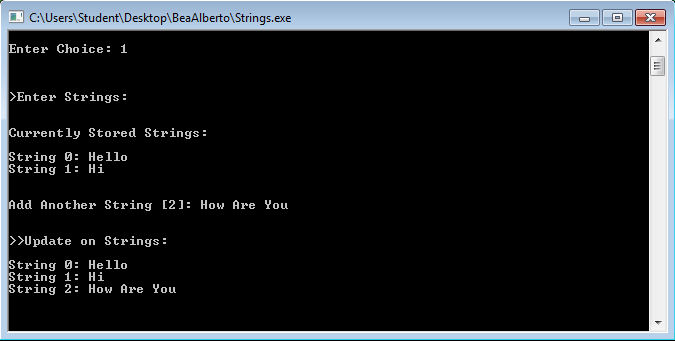 C:\Users\Student\Desktop\BeaAlberto\Strings.exe
Enter Choice: 1
>Enter Strings:
Currently Stored Strings:
String 0: Hello
String 1: Hi
Add Another String [2]: How Are You
>>Update on Strings:
String 0: Hello
String 1: Hi
String 2: How Are You